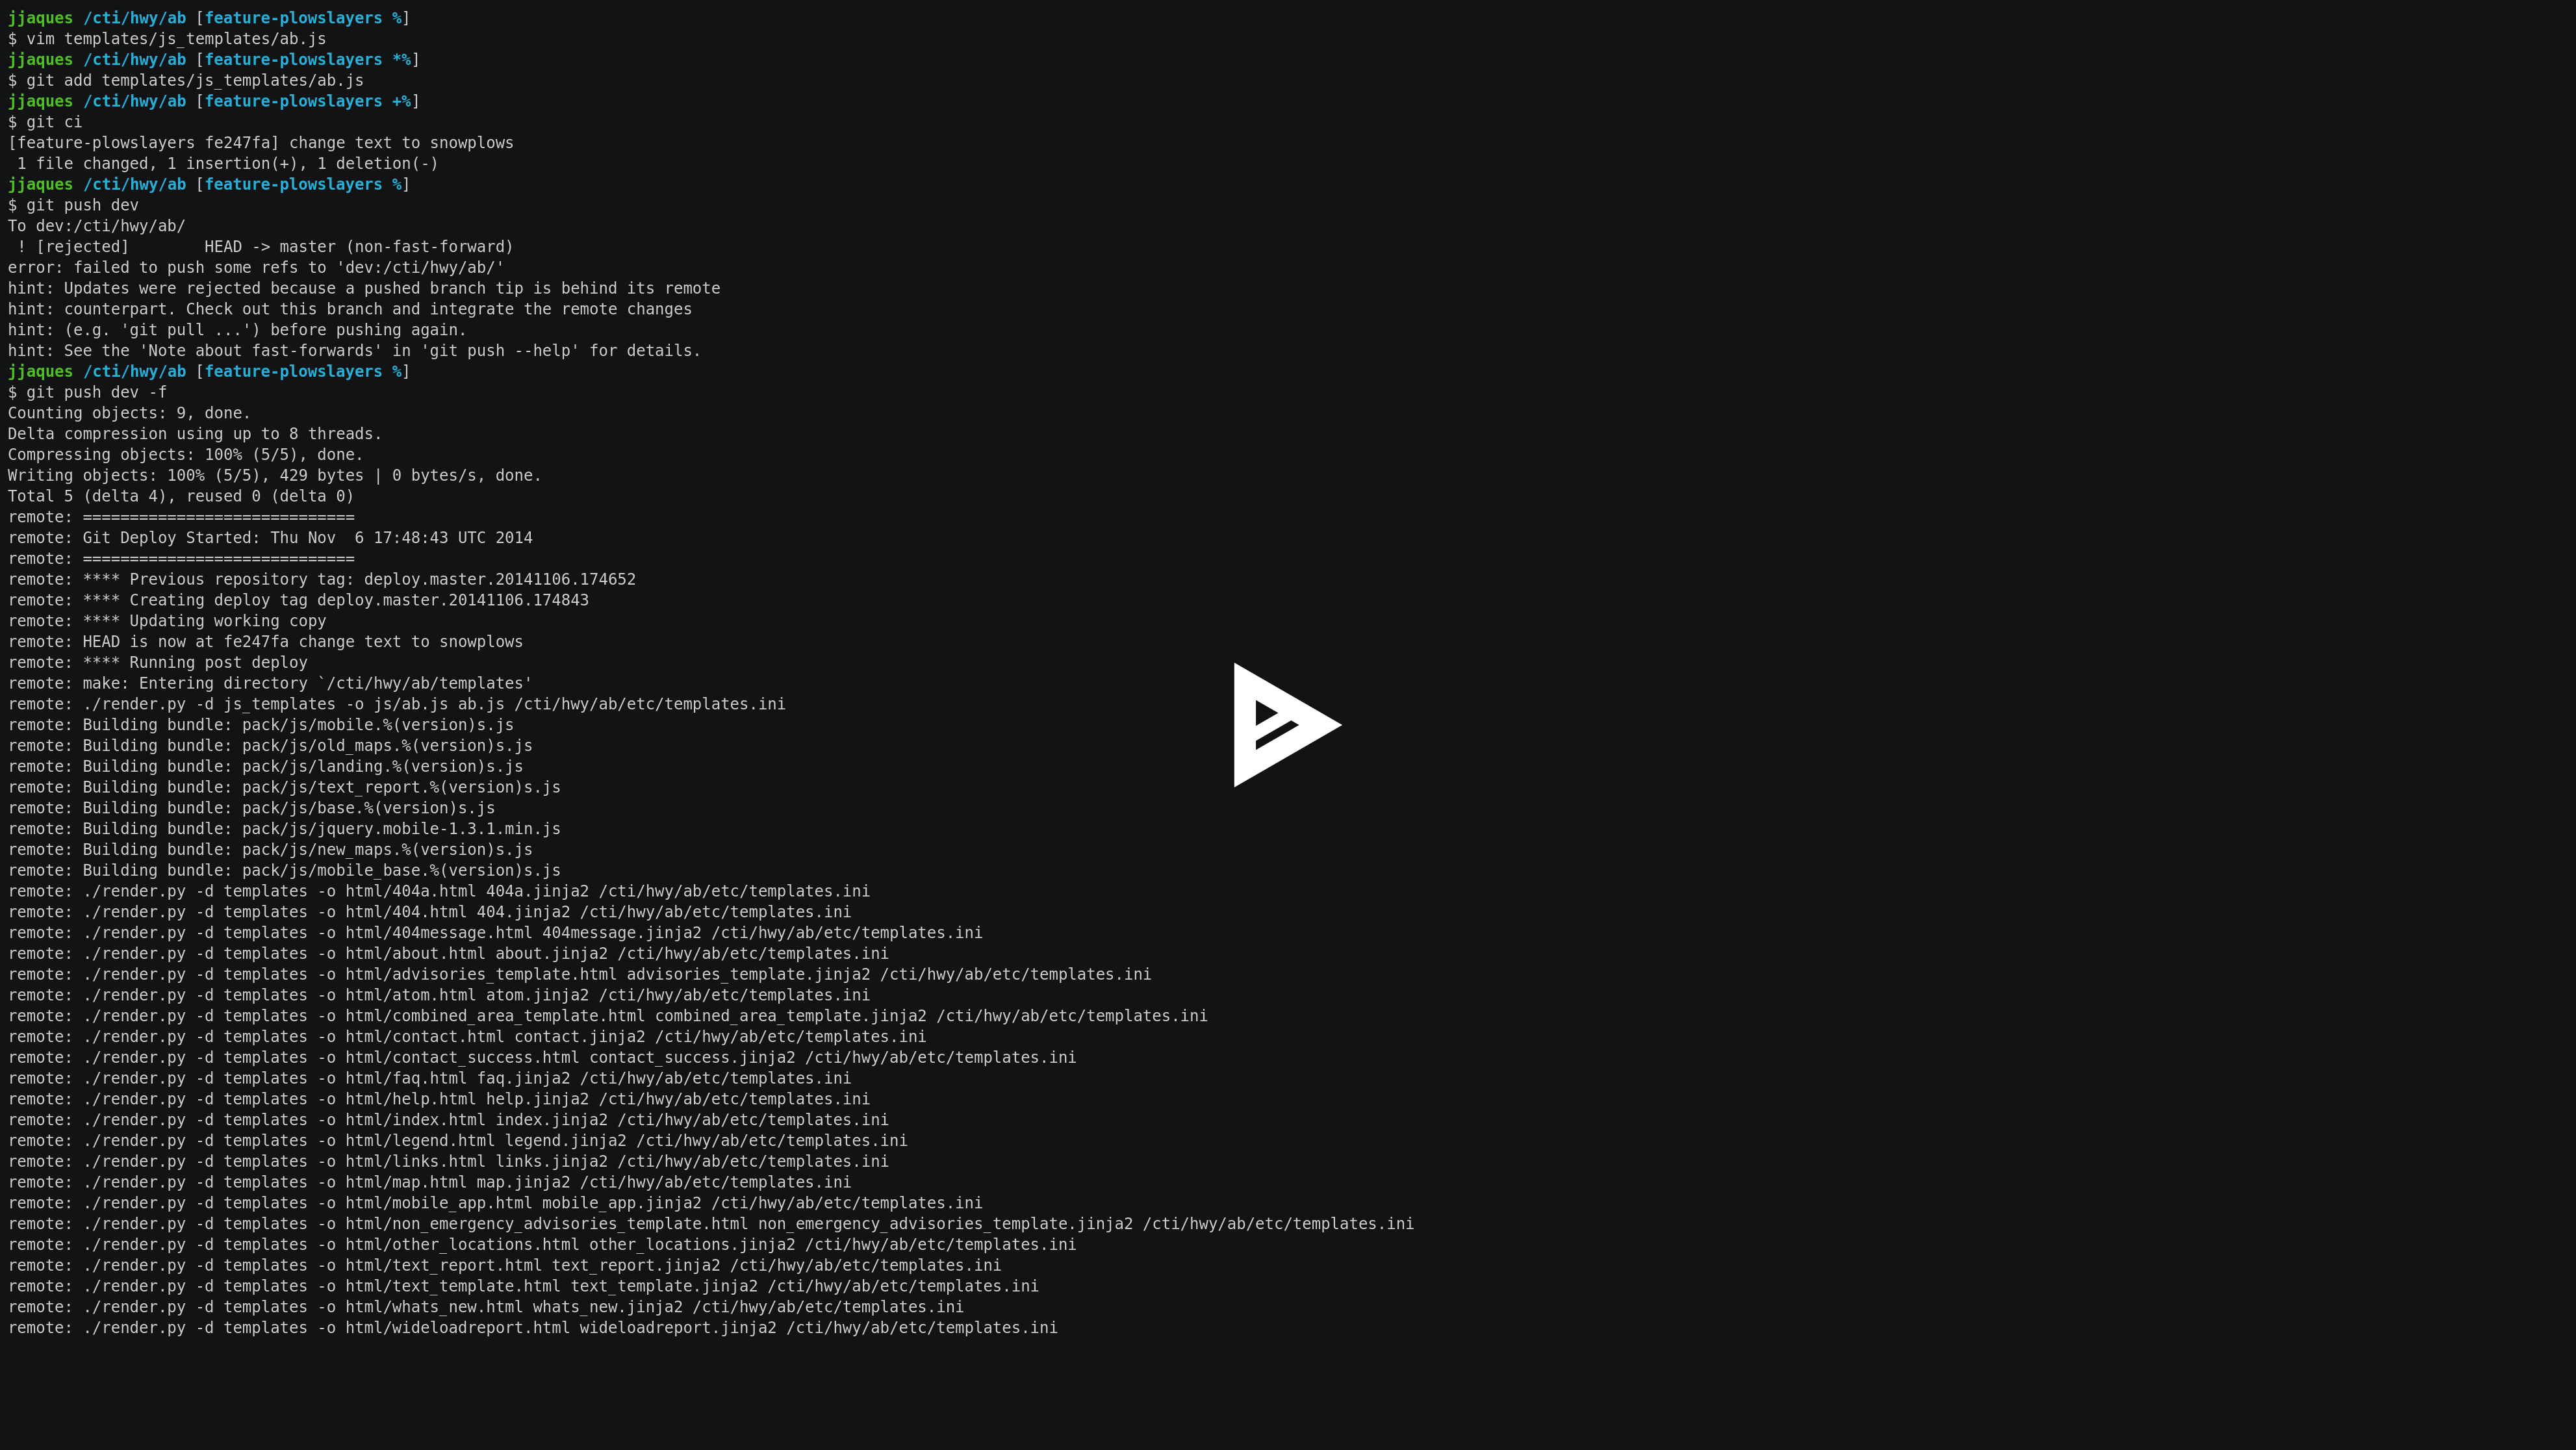 jjaques /cti/hwy/ab [feature-plowslayers %]
$ vim templates/js_templates/ab.js
jjaques /cti/hwy/ab [feature-plowslayers *%]
$ git add templates/js_templates/ab.js
jjaques /cti/hwy/ab [feature-plowslayers +%]
$ git ci
[feature-plowslayers fe247fa] change text to snowplows
 1 file changed, 1 insertion(+), 1 deletion(-)
jjaques /cti/hwy/ab [feature-plowslayers %]
$ git push dev
To dev:/cti/hwy/ab/
 ! [rejected]        HEAD -> master (non-fast-forward)
error: failed to push some refs to 'dev:/cti/hwy/ab/'
hint: Updates were rejected because a pushed branch tip is behind its remote
hint: counterpart. Check out this branch and integrate the remote changes
hint: (e.g. 'git pull ...') before pushing again.
hint: See the 'Note about fast-forwards' in 'git push --help' for details.
jjaques /cti/hwy/ab [feature-plowslayers %]
$ git push dev -f
Counting objects: 9, done.
Delta compression using up to 8 threads.
Compressing objects: 100% (5/5), done.
Writing objects: 100% (5/5), 429 bytes | 0 bytes/s, done.
Total 5 (delta 4), reused 0 (delta 0)
remote: =============================
remote: Git Deploy Started: Thu Nov  6 17:48:43 UTC 2014
remote: =============================
remote: **** Previous repository tag: deploy.master.20141106.174652
remote: **** Creating deploy tag deploy.master.20141106.174843
remote: **** Updating working copy
remote: HEAD is now at fe247fa change text to snowplows
remote: **** Running post deploy
remote: make: Entering directory `/cti/hwy/ab/templates'
remote: ./render.py -d js_templates -o js/ab.js ab.js /cti/hwy/ab/etc/templates.ini
remote: Building bundle: pack/js/mobile.%(version)s.js
remote: Building bundle: pack/js/old_maps.%(version)s.js
remote: Building bundle: pack/js/landing.%(version)s.js
remote: Building bundle: pack/js/text_report.%(version)s.js
remote: Building bundle: pack/js/base.%(version)s.js
remote: Building bundle: pack/js/jquery.mobile-1.3.1.min.js
remote: Building bundle: pack/js/new_maps.%(version)s.js
remote: Building bundle: pack/js/mobile_base.%(version)s.js
remote: ./render.py -d templates -o html/404a.html 404a.jinja2 /cti/hwy/ab/etc/templates.ini
remote: ./render.py -d templates -o html/404.html 404.jinja2 /cti/hwy/ab/etc/templates.ini
remote: ./render.py -d templates -o html/404message.html 404message.jinja2 /cti/hwy/ab/etc/templates.ini
remote: ./render.py -d templates -o html/about.html about.jinja2 /cti/hwy/ab/etc/templates.ini
remote: ./render.py -d templates -o html/advisories_template.html advisories_template.jinja2 /cti/hwy/ab/etc/templates.ini
remote: ./render.py -d templates -o html/atom.html atom.jinja2 /cti/hwy/ab/etc/templates.ini
remote: ./render.py -d templates -o html/combined_area_template.html combined_area_template.jinja2 /cti/hwy/ab/etc/templates.ini
remote: ./render.py -d templates -o html/contact.html contact.jinja2 /cti/hwy/ab/etc/templates.ini
remote: ./render.py -d templates -o html/contact_success.html contact_success.jinja2 /cti/hwy/ab/etc/templates.ini
remote: ./render.py -d templates -o html/faq.html faq.jinja2 /cti/hwy/ab/etc/templates.ini
remote: ./render.py -d templates -o html/help.html help.jinja2 /cti/hwy/ab/etc/templates.ini
remote: ./render.py -d templates -o html/index.html index.jinja2 /cti/hwy/ab/etc/templates.ini
remote: ./render.py -d templates -o html/legend.html legend.jinja2 /cti/hwy/ab/etc/templates.ini
remote: ./render.py -d templates -o html/links.html links.jinja2 /cti/hwy/ab/etc/templates.ini
remote: ./render.py -d templates -o html/map.html map.jinja2 /cti/hwy/ab/etc/templates.ini
remote: ./render.py -d templates -o html/mobile_app.html mobile_app.jinja2 /cti/hwy/ab/etc/templates.ini
remote: ./render.py -d templates -o html/non_emergency_advisories_template.html non_emergency_advisories_template.jinja2 /cti/hwy/ab/etc/templates.ini
remote: ./render.py -d templates -o html/other_locations.html other_locations.jinja2 /cti/hwy/ab/etc/templates.ini
remote: ./render.py -d templates -o html/text_report.html text_report.jinja2 /cti/hwy/ab/etc/templates.ini
remote: ./render.py -d templates -o html/text_template.html text_template.jinja2 /cti/hwy/ab/etc/templates.ini
remote: ./render.py -d templates -o html/whats_new.html whats_new.jinja2 /cti/hwy/ab/etc/templates.ini
remote: ./render.py -d templates -o html/wideloadreport.html wideloadreport.jinja2 /cti/hwy/ab/etc/templates.ini